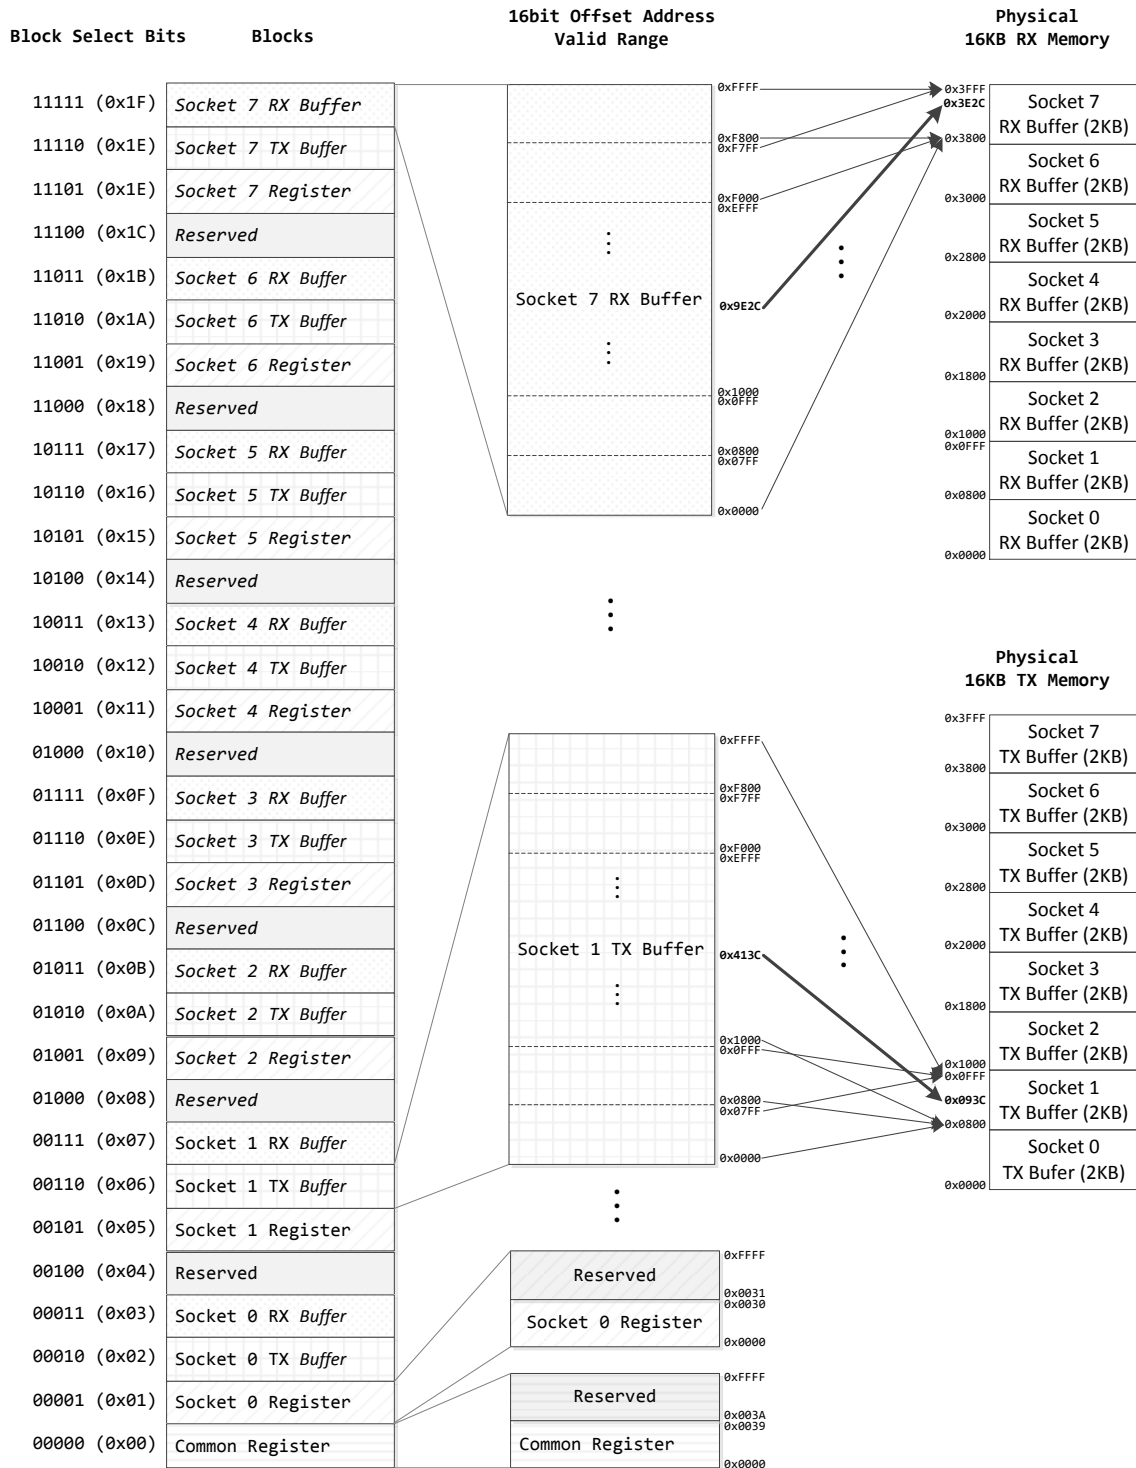 Block Select Bits
Blocks
16bit Offset Address
Valid Range
Physical
16KB RX Memory
11111 (0x1F) Socket 7 RX Buffer
11110 (0x1E) Socket 7 TX Buffer
11101 (0x1E) Socket 7 Register
11100 (0x1C) Reserved
11011 (0x1B) Socket 6 RX Buffer
11010 (0x1A) Socket 6 TX Buffer
11001 (0x19) Socket 6 Register
11000 (0x18) Reserved
10111 (0x17) Socket 5 RX Buffer
10110 (0x16) Socket 5 TX Buffer
10101 (0x15) Socket 5 Register
10100 (0x14) Reserved
10011 (0x13) Socket 4 RX Buffer
10010 (0x12) Socket 4 TX Buffer
10001 (0x11) Socket 4 Register
01000 (0x10) Reserved
01111 (0x0F) Socket 3 RX Buffer
01110 (0x0E) Socket 3 TX Buffer
01101 (0x0D) Socket 3 Register
01100 (0x0C) Reserved
01011 (0x0B) Socket 2 RX Buffer
01010 (0x0A) Socket 2 TX Buffer
01001 (0x09) Socket 2 Register
01000 (0x08) Reserved
00111 (0x07) Socket 1 RX Buffer
00110 (0x06) Socket 1 TX Buffer
00101 (0x05) Socket 1 Register
00100 (0x04) Reserved
00011 (0x03) Socket 0 RX Buffer
00010 (0x02) Socket 0 TX Buffer
00001 (0x01) Socket 0 Register
00000 (0x00) Common Register
0xFFFF
0xF800
0xF7FF
0xF000
0xEFFF
Socket 7 RX Buffer
0x9E2C
0x1000
0x0FFF
0x0800
0x07FF
0x0000
0xFFFF
0xF800
0xF7FF
0xF000
0xEFFF
Socket 1 TX Buffer
0x413C
0x1000
0x0FFF
0x0800
0x07FF
0x0000
0xFFFF
Reserved
0x0031
0x0030
Socket 0 Register
0x0000
0xFFFF
Reserved
0x003A
0x0039
Common Register
0x0000
0x3FFF
0x3E2C
Socket 7
RX Buffer (2KB)
0x3800
Socket 6
RX Buffer (2KB)
0x3000
Socket 5
RX Buffer (2KB)
0x2800
Socket 4
RX Buffer (2KB)
0x2000
Socket 3
RX Buffer (2KB)
0x1800
Socket 2
RX Buffer (2KB)
0x1000
0x0FFF
Socket 1
RX Buffer (2KB)
0x0800
Socket 0
RX Buffer (2KB)
0x0000
Physical
16KB TX Memory
0x3FFF
Socket 7
TX Buffer (2KB)
0x3800
Socket 6
TX Buffer (2KB)
0x3000
Socket 5
TX Buffer (2KB)
0x2800
Socket 4
TX Buffer (2KB)
0x2000
Socket 3
TX Buffer (2KB)
0x1800
Socket 2
TX Buffer (2KB)
0x1000
0x0FFF
Socket 1
0x093C
TX Buffer (2KB)
0x0800
Socket 0
TX Bufer (2KB)
0x0000